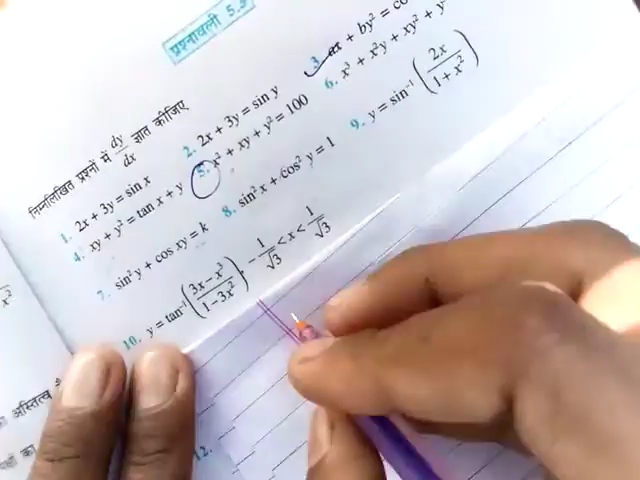 प्रश्नावली 5.3
निम्नलिखित प्रश्नों में dy/dx ज्ञात कीजिए
1. 2x + 3y = sin x
2. 2x + 3y = sin y
3. ax + by² = co
4. xy + y² = tan x + y
5. x² + xy + y² = 100
6. x³ + x²y + xy² + y
7. sin² y + cos xy = k
8. sin² x + cos² y = 1
9. y = sin⁻¹ (2x / 1 + x²)
10. y = tan⁻¹ (3x – x³ / 1 – 3x²), – 1/√3 < x < 1/√3
12.
अस्तित्व
का